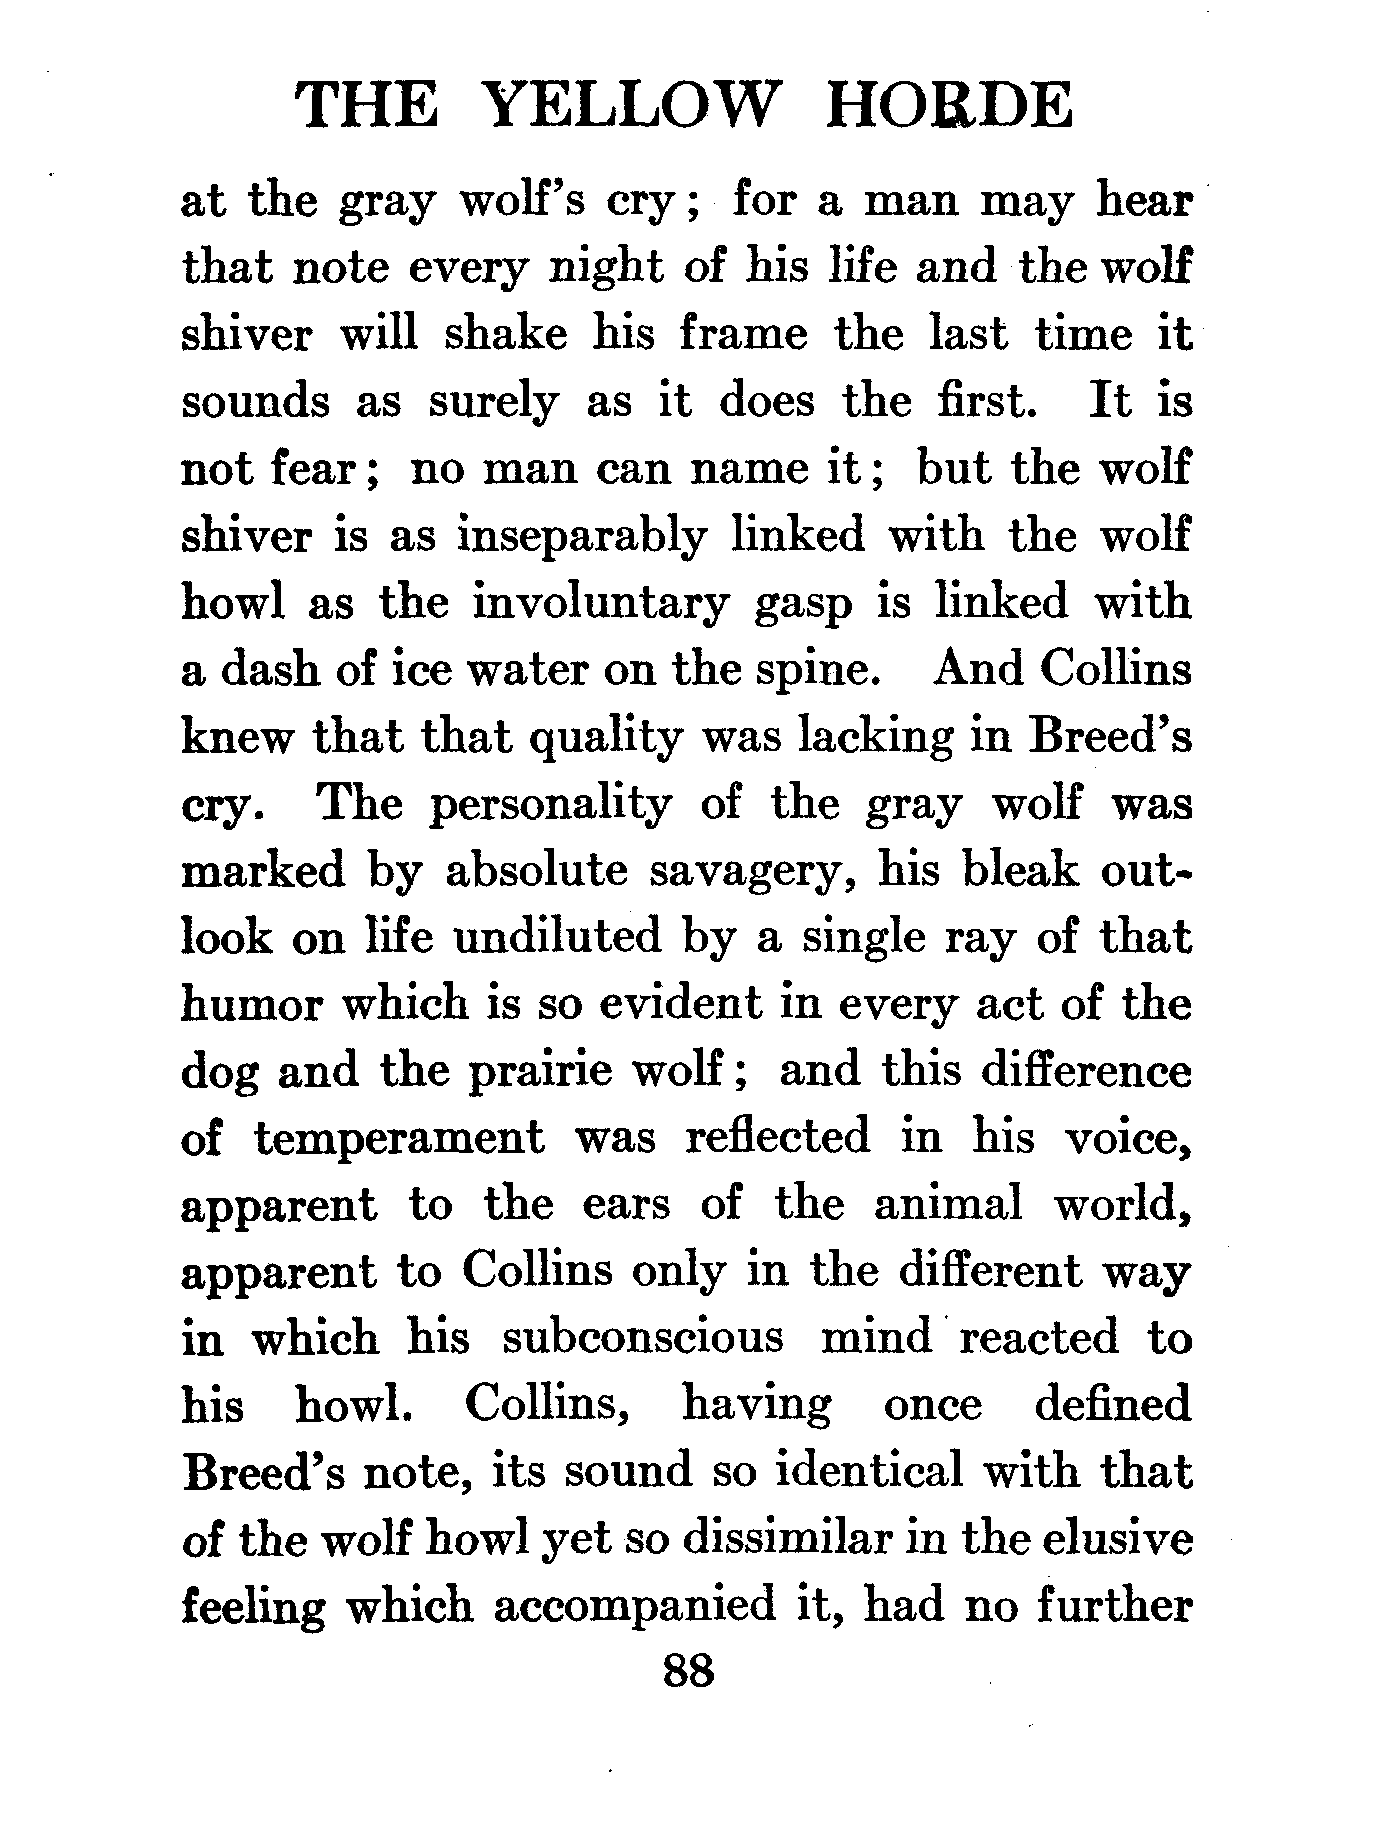 THE YELLOW HORDE
at the gray wolf's cry; for a man may hear
that note every night of his life and the wolf
shiver will shake his frame the last time it
sounds as surely as it does the first. It is
not fear; no man can name it; but the wolf
shiver is as inseparably linked with the wolf
howl as the involuntary gasp is linked with
a dash of ice water on the spine. And Collins
knew that that quality was lacking in Breed's
cry. The personality of the gray wolf was
marked by absolute savagery, his bleak out-
look on life undiluted by a single ray of that
humor which is so evident in every act of the
dog and the prairie wolf; and this difference
of temperament was reflected in his voice,
apparent to the ears of the animal world,
apparent to Collins only in the different way
in which his subconscious mind reacted to
his howl. Collins, having once defined
Breed's note, its sound so identical with that
of the wolf howl yet so dissimilar in the elusive
feeling which accompanied it, had no further
88